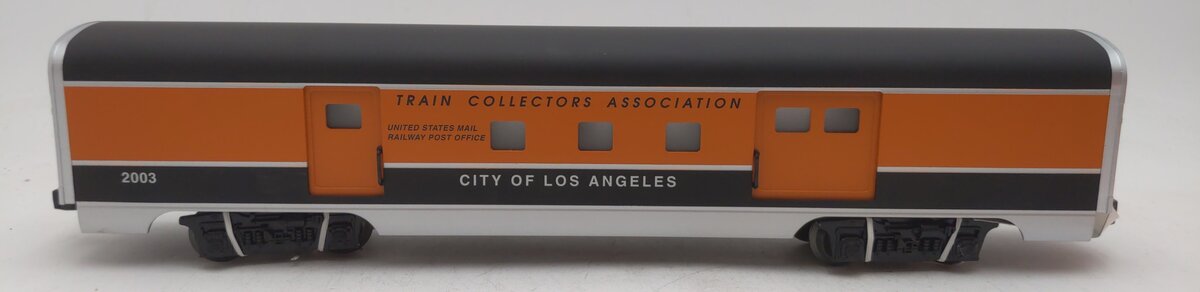 TRAIN COLLECTORS ASSOCIATION
UNITED STATES MAIL
RAILWAY POST OFFICE
2003
CITY OF LOS ANGELES